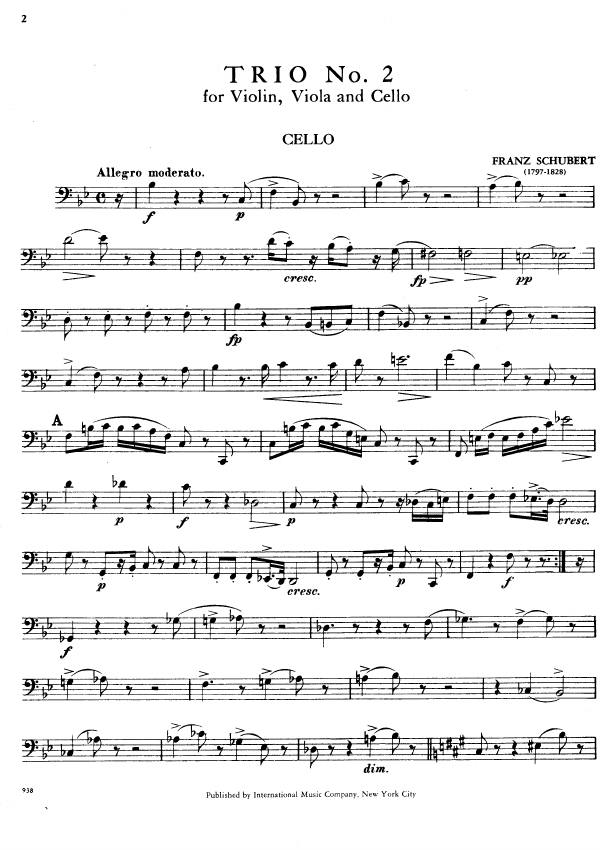 2
TRIO No. 2
for Violin, Viola and Cello
CELLO
FRANZ SCHUBERT
(1797-1828)
Allegro moderato.
f p
cresc. fp pp
fp
A
p f p cresc.
p cresc. p f
f
dim.
938
Published by International Music Company, New York City